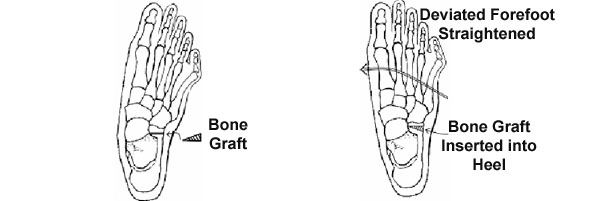 Bone
Graft
Deviated Forefoot
Straightened
Bone Graft
Inserted into
Heel